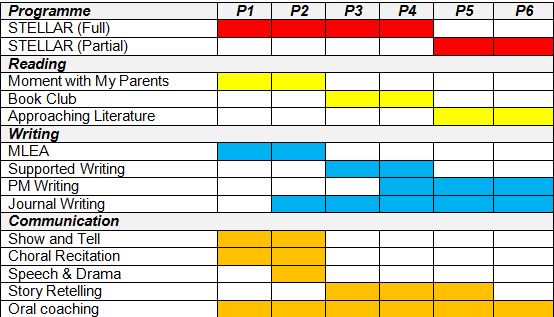 Programme P1 P2 P3 P4 P5 P6
STELLAR (Full)
STELLAR (Partial)
Reading
Moment with My Parents
Book Club
Approaching Literature
Writing
MLEA
Supported Writing
PM Writing
Journal Writing
Communication
Show and Tell
Choral Recitation
Speech & Drama
Story Retelling
Oral coaching